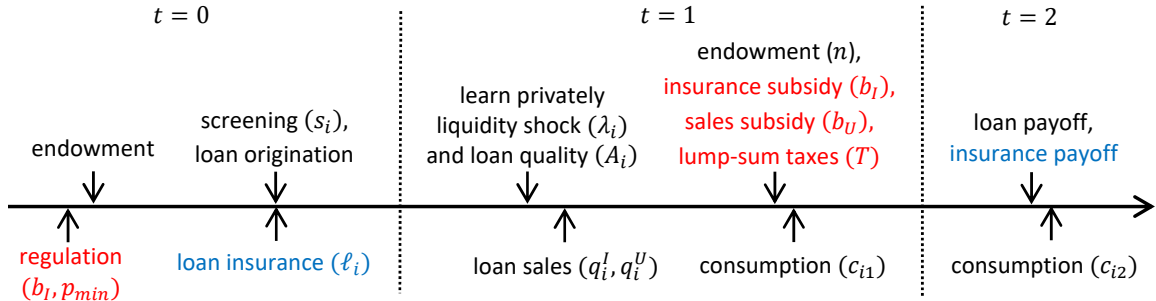 t = 0
t = 1
t = 2
endowment
screening (s_i),
loan origination
learn privately
liquidity shock (λ_i)
and loan quality (A_i)
endowment (n),
insurance subsidy (b_I),
sales subsidy (b_U),
lump-sum taxes (T)
loan payoff,
insurance payoff
regulation
(b_I, p_min)
loan insurance (ℓ_i)
loan sales (q_i^I, q_i^U)
consumption (c_i1)
consumption (c_i2)